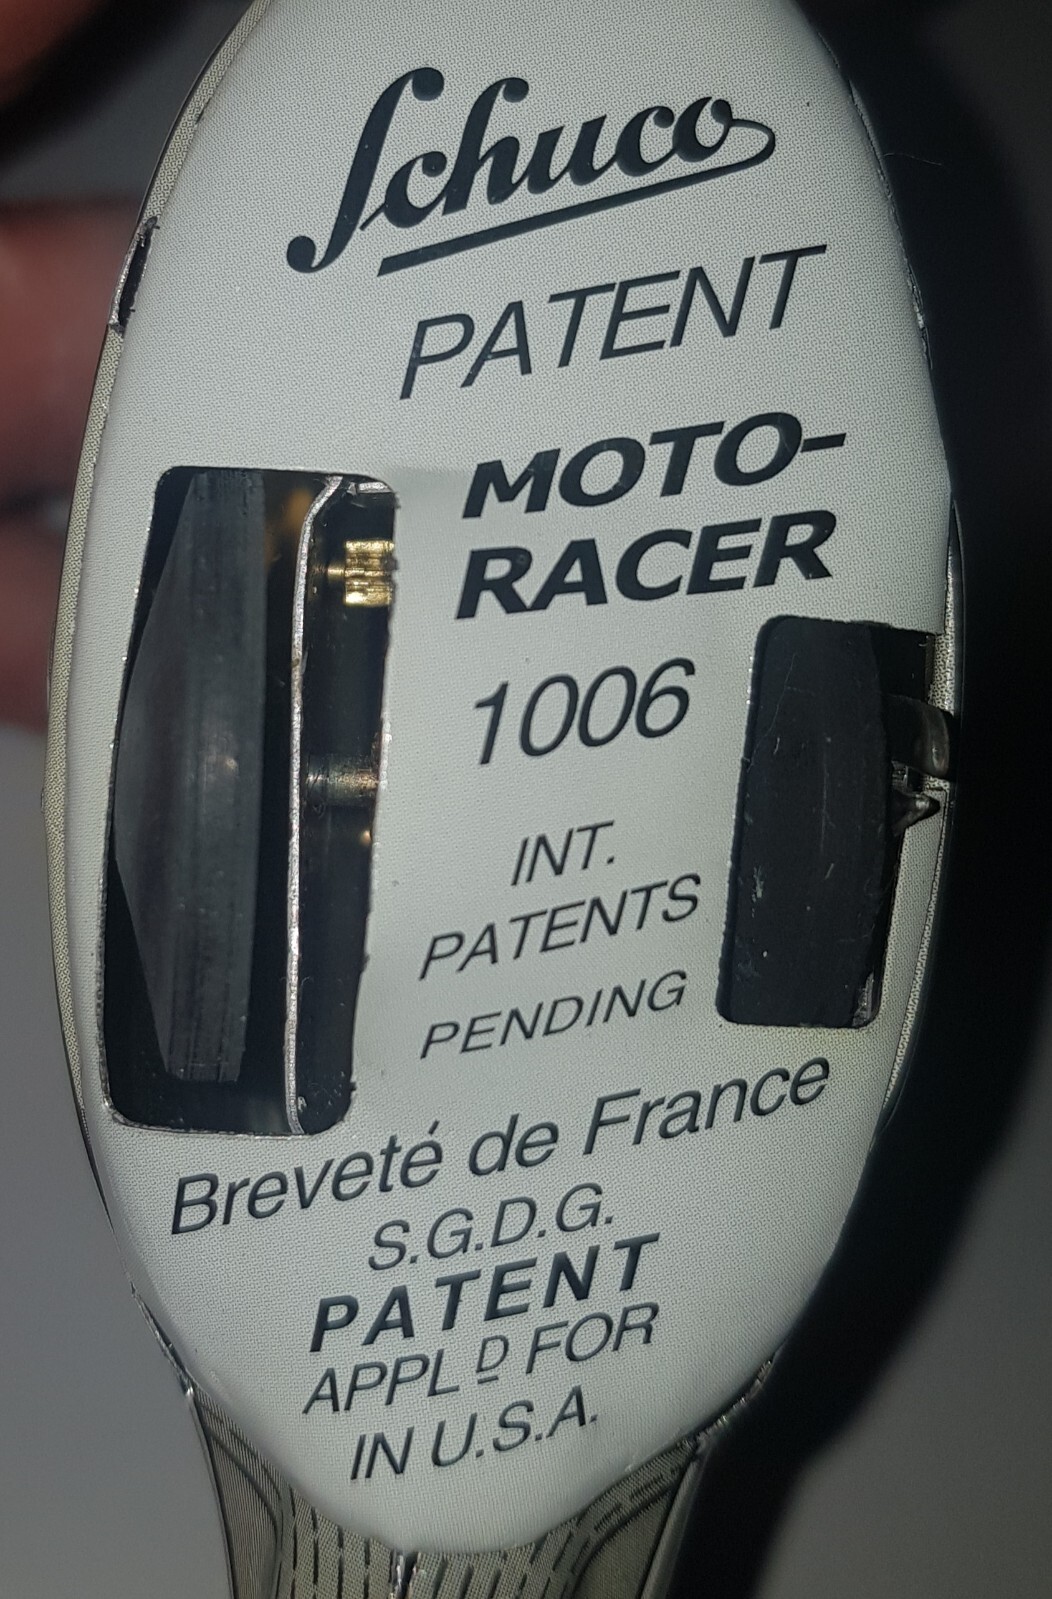 Schuco
PATENT
MOTO-
RACER
1006
INT.
PATENTS
PENDING
Breveté de France
S.G.D.G.
PATENT
APPLD FOR
IN U.S.A.